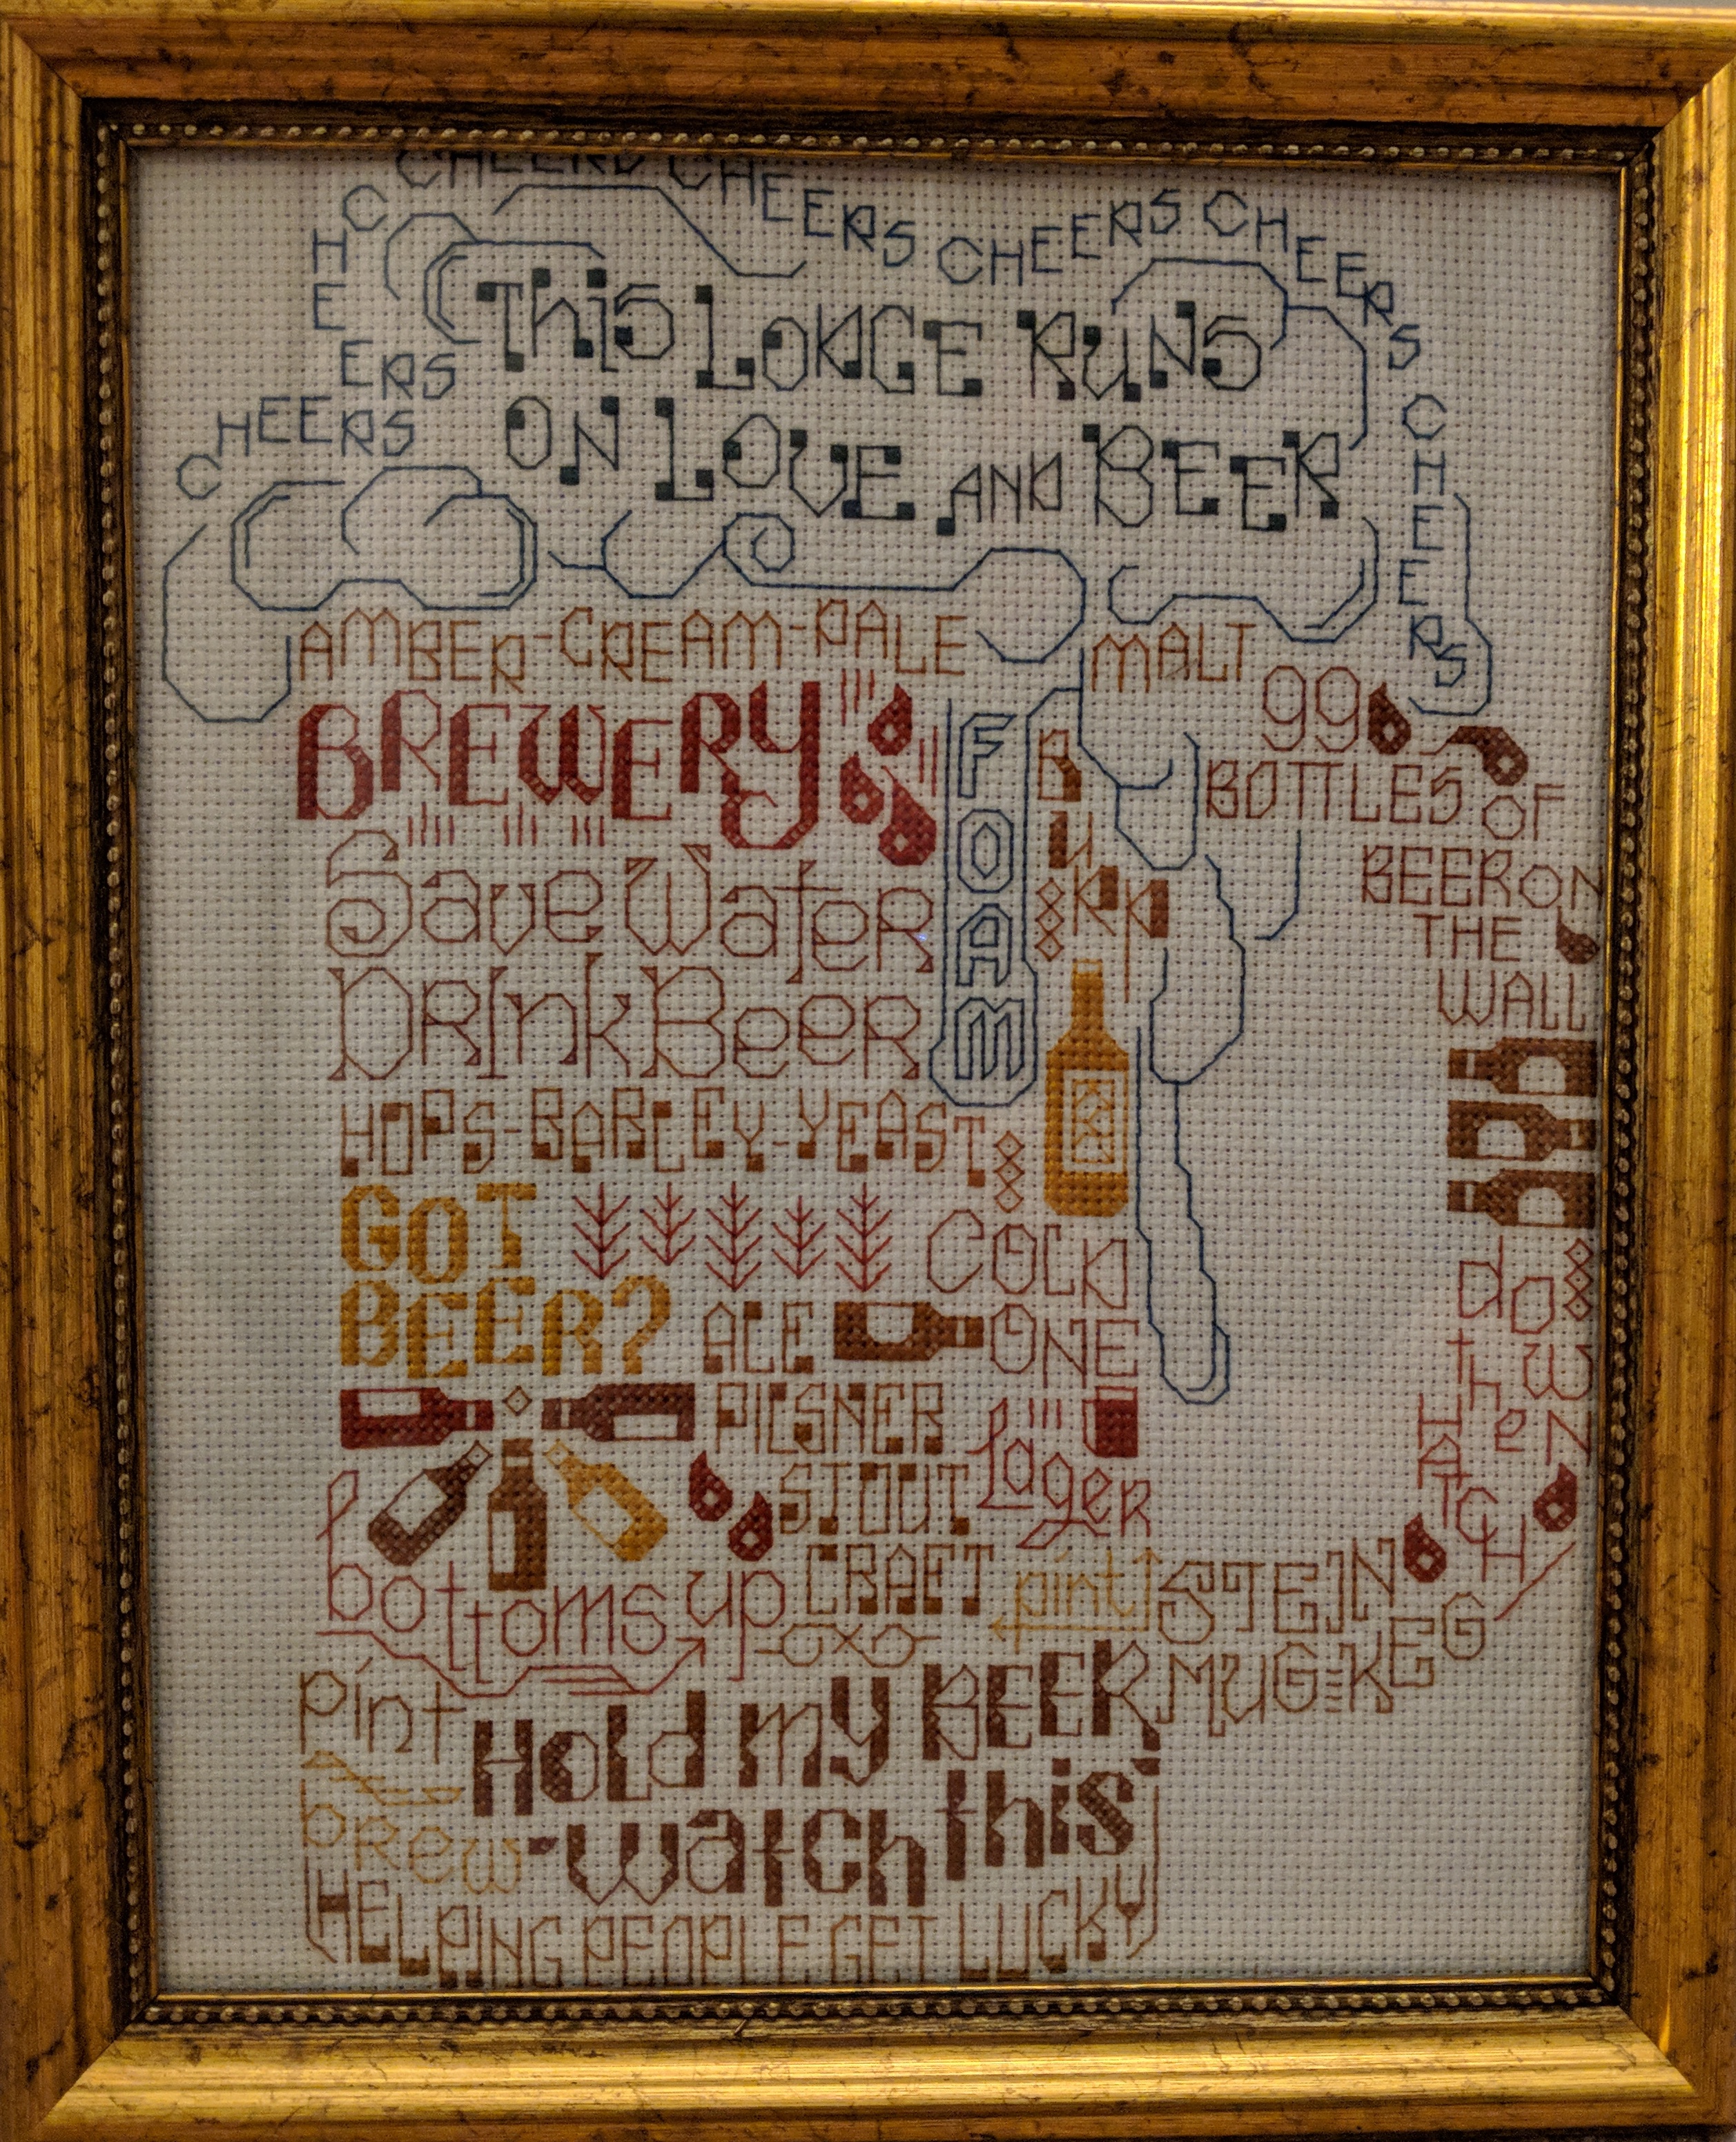 CHEERS CHEERS CHEERS CHEERS CHEERS
CHEERS
CHEERS
THiS LONGE RUNS
ON LOVE AND BEER
AMBER-CREAM-PALE
MALT
BREWERY
FOAM
BURP
99
BOTTLES OF
BEER ON
THE
WALL
Save Water
Drink Beer
HOPS-BARLEY-YEAST
GOT
BEER?
COLD
ONE
ALE
PILSNER
Lager
STOUT
CRAFT
bottoms up
dowN
theN
HATCH
pint
STEIN
MUG KEG
pint
brew
Hold my BEER,
-watch this
HELPING PEOPLE GET LUCKY